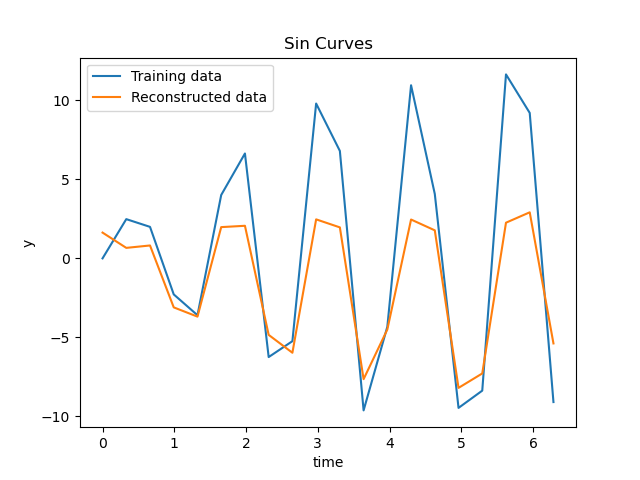 Sin Curves
Training data
Reconstructed data
y
10
5
0
−5
−10
0 1 2 3 4 5 6
time